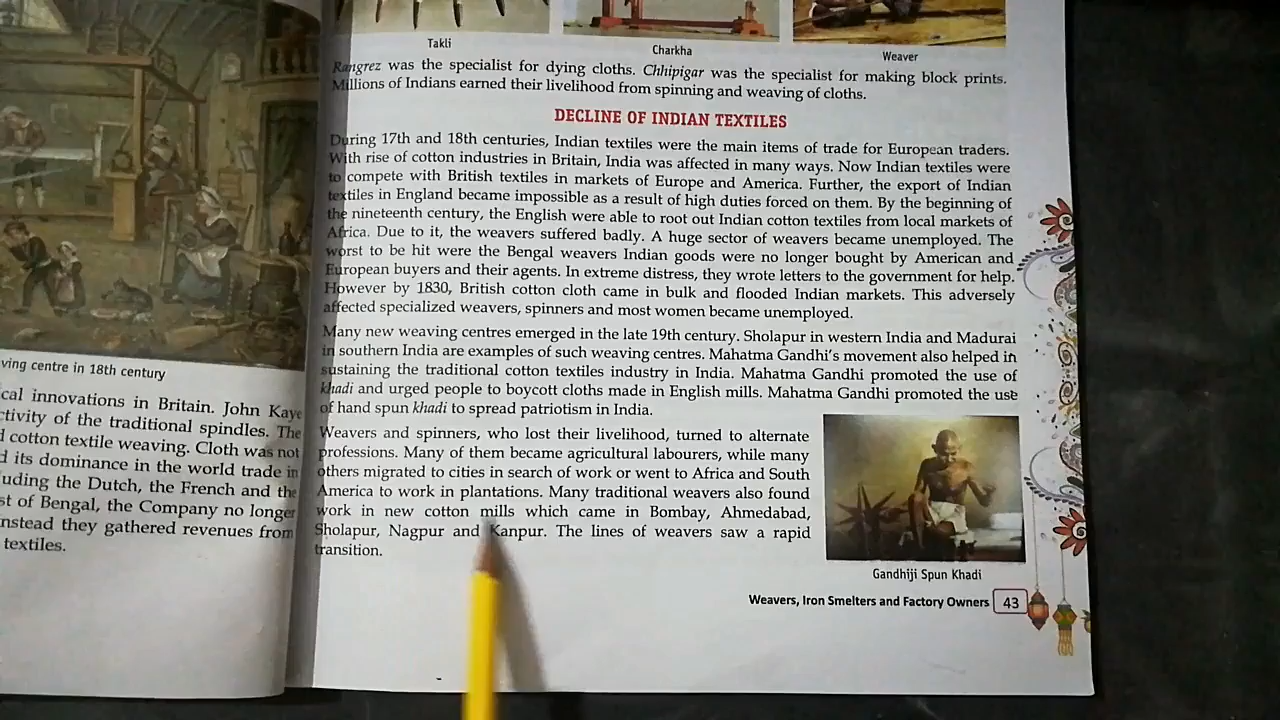 ving centre in 18th century
cal innovations in Britain. John Kaye
ctivity of the traditional spindles. The
d cotton textile weaving. Cloth was not
d its dominance in the world trade in
uding the Dutch, the French and the
st of Bengal, the Company no longer
nstead they gathered revenues from
textiles.
Takli
Charkha
Weaver
Rangrez was the specialist for dying cloths. Chhipigar was the specialist for making block prints.
Millions of Indians earned their livelihood from spinning and weaving of cloths.
DECLINE OF INDIAN TEXTILES
During 17th and 18th centuries, Indian textiles were the main items of trade for European traders.
With rise of cotton industries in Britain, India was affected in many ways. Now Indian textiles were
to compete with British textiles in markets of Europe and America. Further, the export of Indian
textiles in England became impossible as a result of high duties forced on them. By the beginning of
the nineteenth century, the English were able to root out Indian cotton textiles from local markets of
Africa. Due to it, the weavers suffered badly. A huge sector of weavers became unemployed. The
worst to be hit were the Bengal weavers Indian goods were no longer bought by American and
European buyers and their agents. In extreme distress, they wrote letters to the government for help.
However by 1830, British cotton cloth came in bulk and flooded Indian markets. This adversely
affected specialized weavers, spinners and most women became unemployed.
Many new weaving centres emerged in the late 19th century. Sholapur in western India and Madurai
in southern India are examples of such weaving centres. Mahatma Gandhi's movement also helped in
sustaining the traditional cotton textiles industry in India. Mahatma Gandhi promoted the use of
khadi and urged people to boycott cloths made in English mills. Mahatma Gandhi promoted the use
of hand spun khadi to spread patriotism in India.
Weavers and spinners, who lost their livelihood, turned to alternate
professions. Many of them became agricultural labourers, while many
others migrated to cities in search of work or went to Africa and South
America to work in plantations. Many traditional weavers also found
work in new cotton mills which came in Bombay, Ahmedabad,
Sholapur, Nagpur and Kanpur. The lines of weavers saw a rapid
transition.
Gandhiji Spun Khadi
Weavers, Iron Smelters and Factory Owners 43